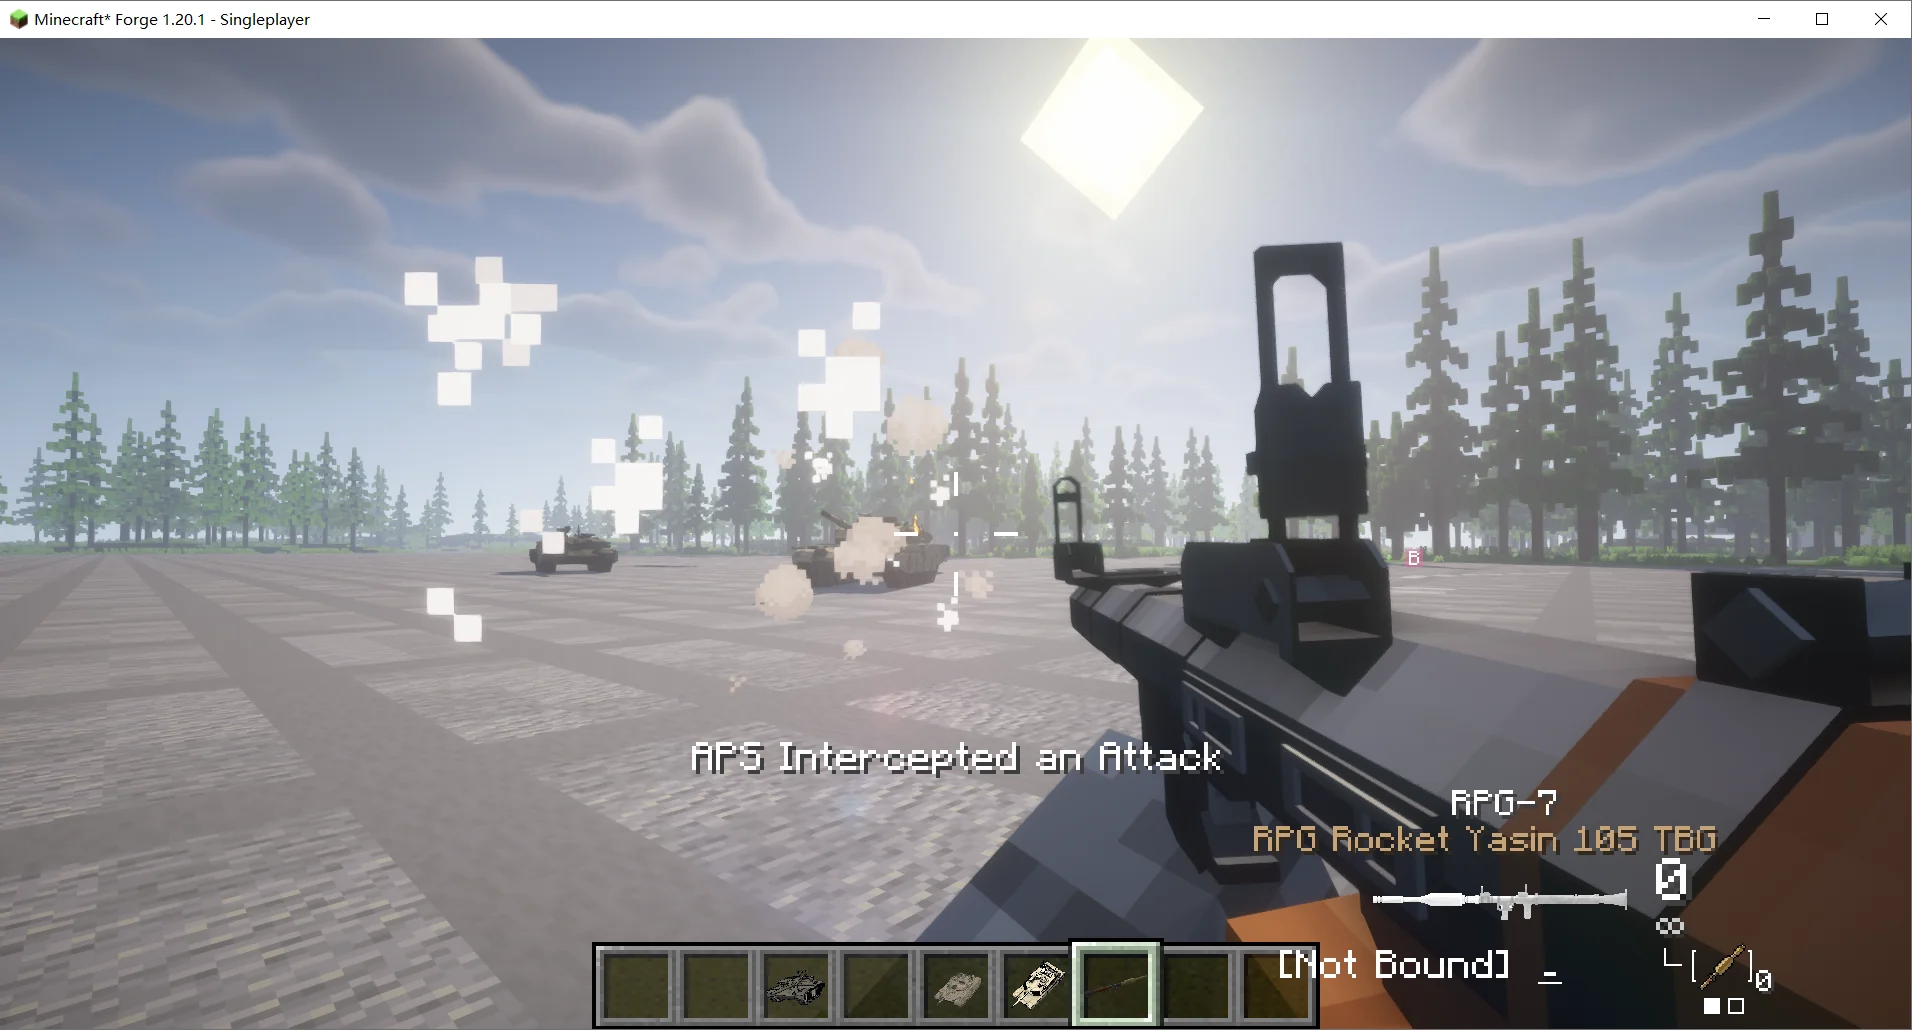 Minecraft* Forge 1.20.1 - Singleplayer
B
APS Intercepted an Attack
RPG-7
RPG Rocket Yasin 105 TBG
0
∞
[Not Bound] _
[ ]0